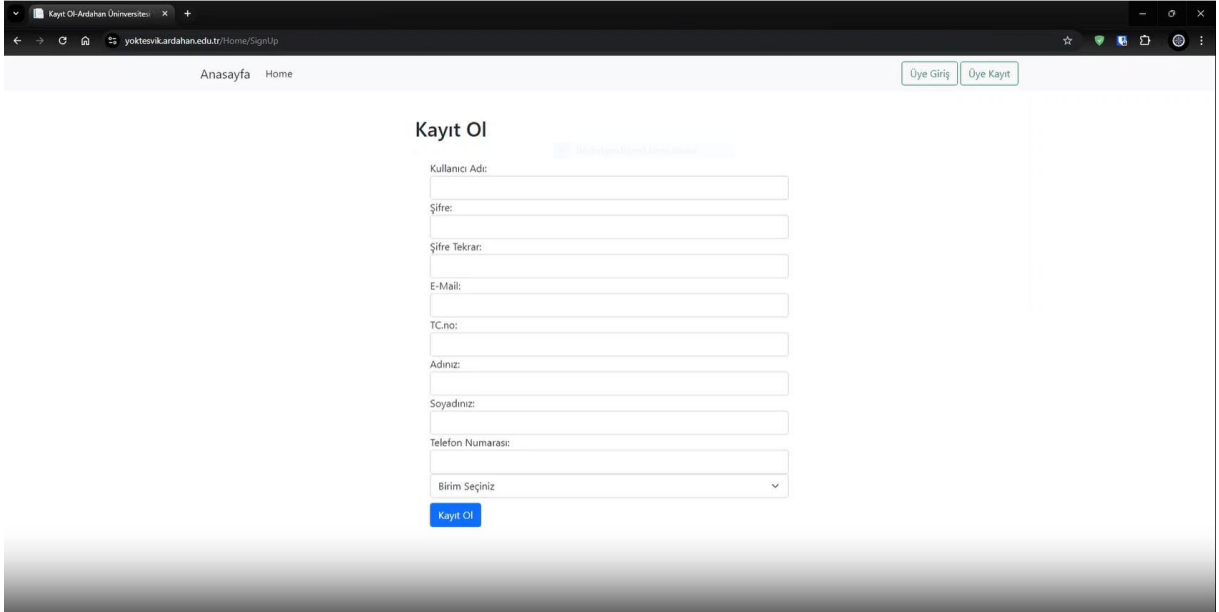 Kayıt Ol-Ardahan Üninversitesi
yoktesvik.ardahan.edu.tr/Home/SignUp
Anasayfa Home Üye Giriş Üye Kayıt
Kayıt Ol
Kullanıcı Adı:
Şifre:
Şifre Tekrar:
E-Mail:
TC.no:
Adınız:
Soyadınız:
Telefon Numarası:
Birim Seçiniz
Kayıt Ol